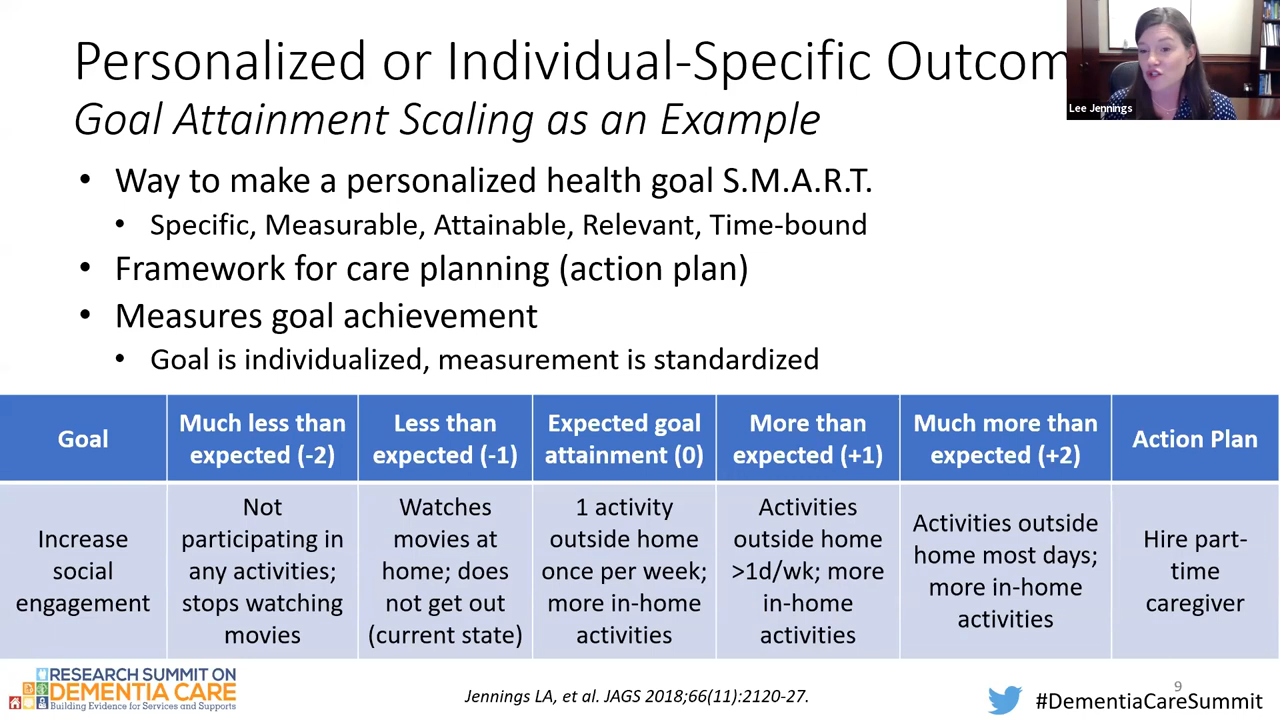 Personalized or Individual-Specific Outcom
Lee Jennings
Goal Attainment Scaling as an Example
• Way to make a personalized health goal S.M.A.R.T.
• Specific, Measurable, Attainable, Relevant, Time-bound
• Framework for care planning (action plan)
• Measures goal achievement
• Goal is individualized, measurement is standardized
Goal
Much less than
expected (-2)
Less than
expected (-1)
Expected goal
attainment (0)
More than
expected (+1)
Much more than
expected (+2)
Action Plan
Increase
social
engagement
Not
participating in
any activities;
stops watching
movies
Watches
movies at
home; does
not get out
(current state)
1 activity
outside home
once per week;
more in-home
activities
Activities
outside home
>1d/wk; more
in-home
activities
Activities outside
home most days;
more in-home
activities
Hire part-
time
caregiver
RESEARCH SUMMIT ON
DEMENTIA CARE
Building Evidence for Services and Supports
Jennings LA, et al. JAGS 2018;66(11):2120-27.
9
#DementiaCareSummit